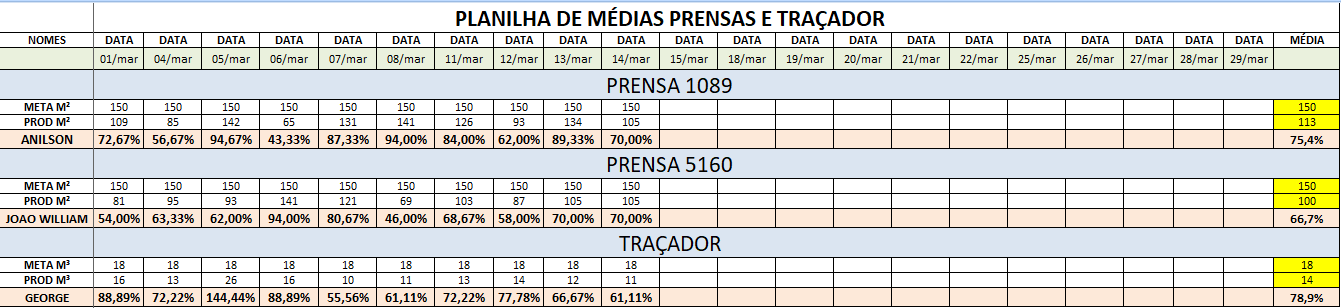 PLANILHA DE MÉDIAS PRENSAS E TRAÇADOR
NOMES DATA DATA DATA DATA DATA DATA DATA DATA DATA DATA DATA DATA DATA DATA DATA DATA DATA DATA DATA DATA DATA MÉDIA
01/mar 04/mar 05/mar 06/mar 07/mar 08/mar 11/mar 12/mar 13/mar 14/mar 15/mar 18/mar 19/mar 20/mar 21/mar 22/mar 25/mar 26/mar 27/mar 28/mar 29/mar
PRENSA 1089
META M² 150 150 150 150 150 150 150 150 150 150 150
PROD M² 109 85 142 65 131 141 126 93 134 105 113
ANILSON 72,67% 56,67% 94,67% 43,33% 87,33% 94,00% 84,00% 62,00% 89,33% 70,00% 75,4%
PRENSA 5160
META M² 150 150 150 150 150 150 150 150 150 150 150
PROD M² 81 95 93 141 121 69 103 87 105 105 100
JOAO WILLIAM 54,00% 63,33% 62,00% 94,00% 80,67% 46,00% 68,67% 58,00% 70,00% 70,00% 66,7%
TRAÇADOR
META M³ 18 18 18 18 18 18 18 18 18 18 18
PROD M³ 16 13 26 16 10 11 13 14 12 11 14
GEORGE 88,89% 72,22% 144,44% 88,89% 55,56% 61,11% 72,22% 77,78% 66,67% 61,11% 78,9%